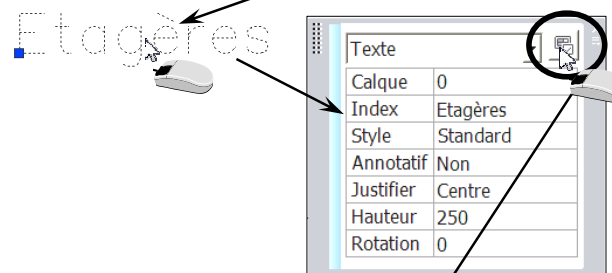 Etagères
Texte
Calque 0
Index Etagères
Style Standard
Annotatif Non
Justifier Centre
Hauteur 250
Rotation 0